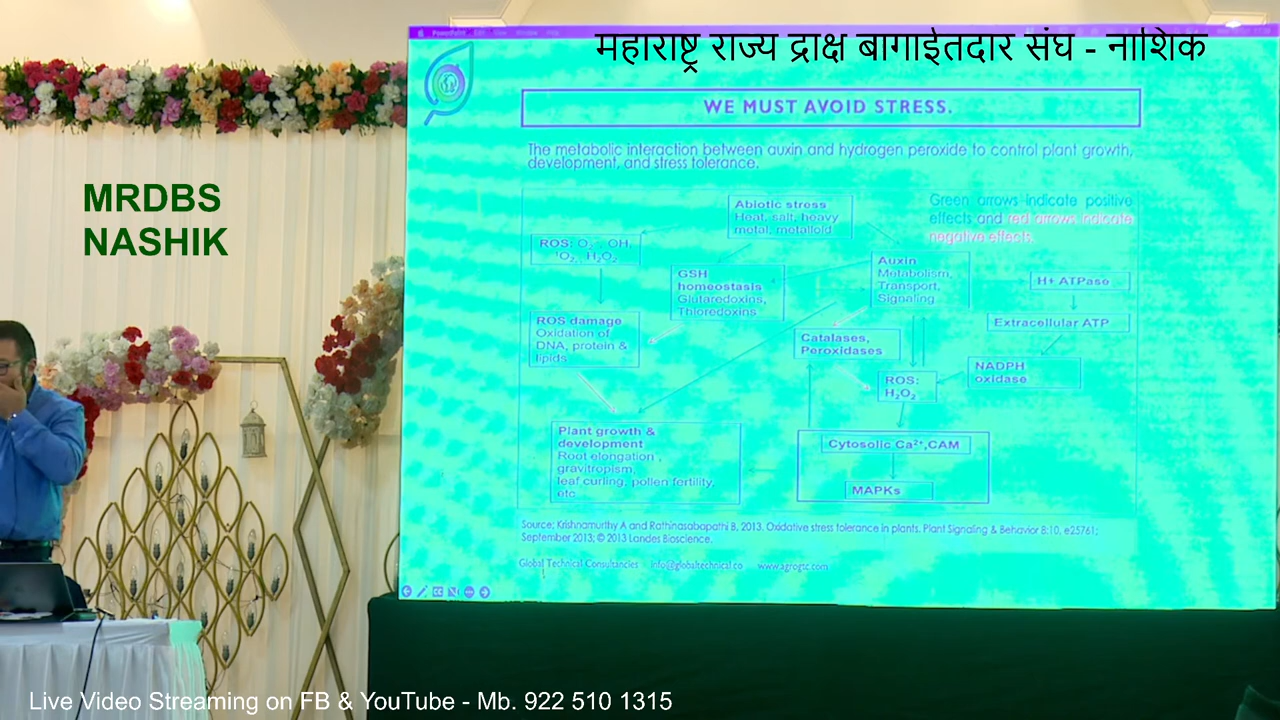 महाराष्ट्र राज्य द्राक्ष बागाईतदार संघ - नाशिक
WE MUST AVOID STRESS.
The metabolic interaction between auxin and hydrogen peroxide to control plant growth,
development, and stress tolerance.
MRDBS
NASHIK
Abiotic stress
Heat, salt, heavy
metal, metalloid
Green arrows indicate positive
effects and red arrows indicate
negative effects.
ROS: O₂⁻ OH,
¹O₂, H₂O₂
GSH
homeostasis
Glutaredoxins,
Thioredoxins
Auxin
Metabolism,
Transport,
Signaling
H+ ATPase
Extracellular ATP
ROS damage
Oxidation of
DNA, protein &
lipids
Catalases,
Peroxidases
NADPH
oxidase
ROS:
H₂O₂
Plant growth &
development
Root elongation,
gravitropism,
leaf curling, pollen fertility,
etc
Cytosolic Ca²⁺,CAM
MAPKs
Source; Krishnamurthy A and Rathinasabapathi B, 2013. Oxidative stress tolerance in plants. Plant Signaling & Behavior 8:10, e25761;
September 2013; © 2013 Landes Bioscience.
Global Technical Consultancies info@globaltechnical.co www.agrogtc.com
Live Video Streaming on FB & YouTube - Mb. 922 510 1315